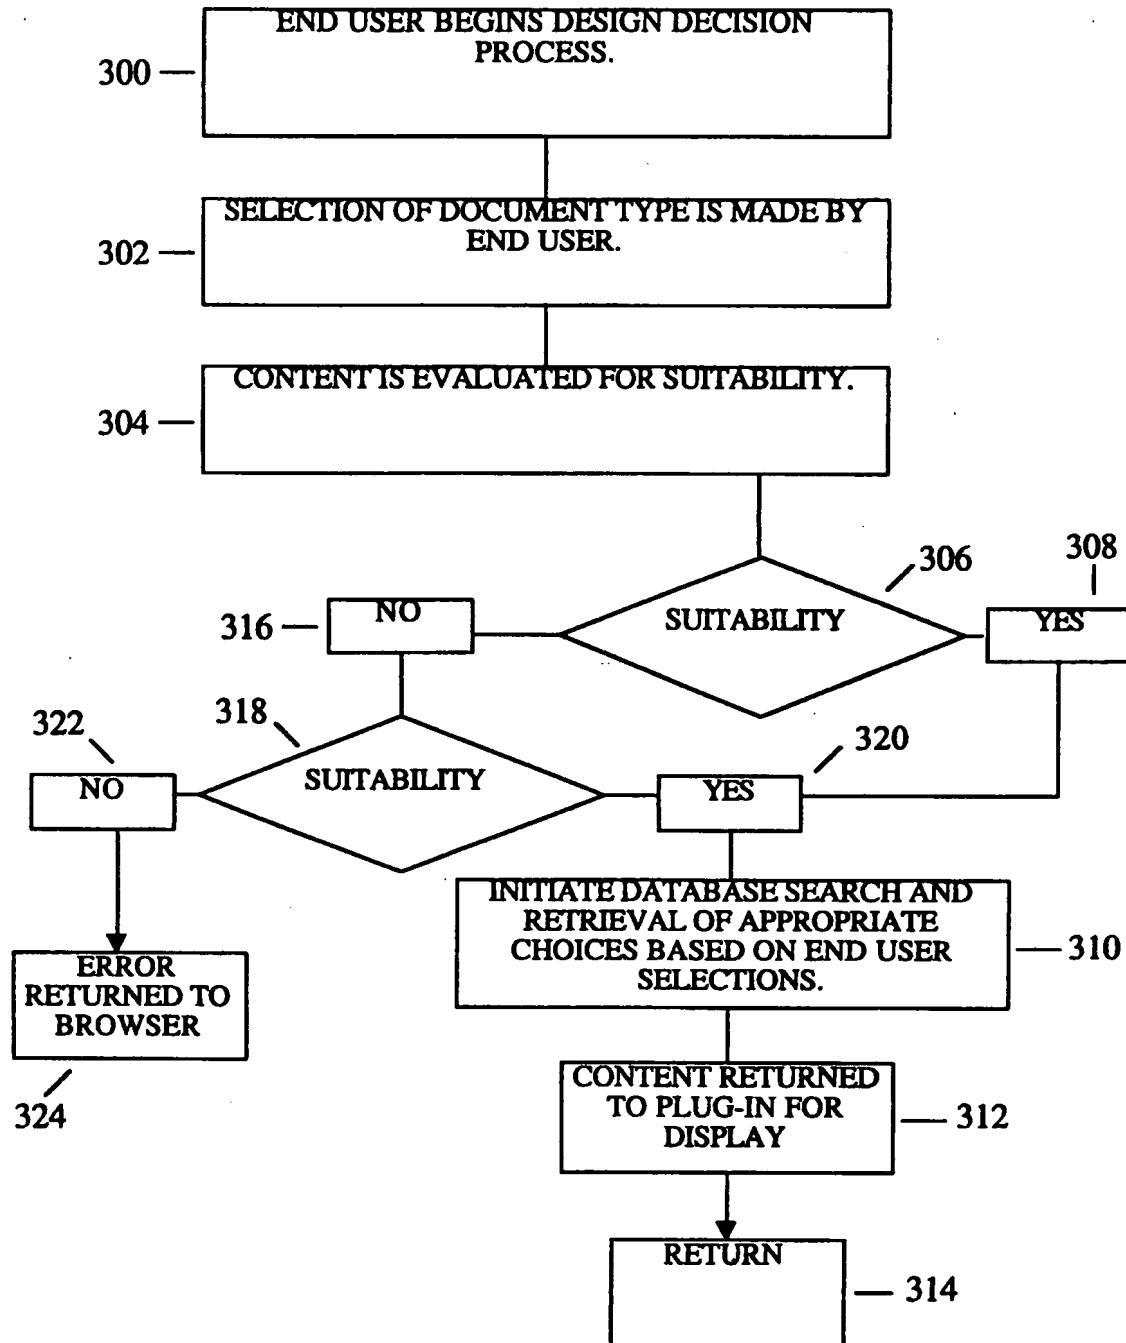 END USER BEGINS DESIGN DECISION
PROCESS.
300
SELECTION OF DOCUMENT TYPE IS MADE BY
END USER.
302
CONTENT IS EVALUATED FOR SUITABILITY.
304
306
308
SUITABILITY
YES
NO
316
318
322
320
SUITABILITY
NO
YES
INITIATE DATABASE SEARCH AND
RETRIEVAL OF APPROPRIATE
CHOICES BASED ON END USER
SELECTIONS.
310
ERROR
RETURNED TO
BROWSER
324
CONTENT RETURNED
TO PLUG-IN FOR
DISPLAY
312
RETURN
314